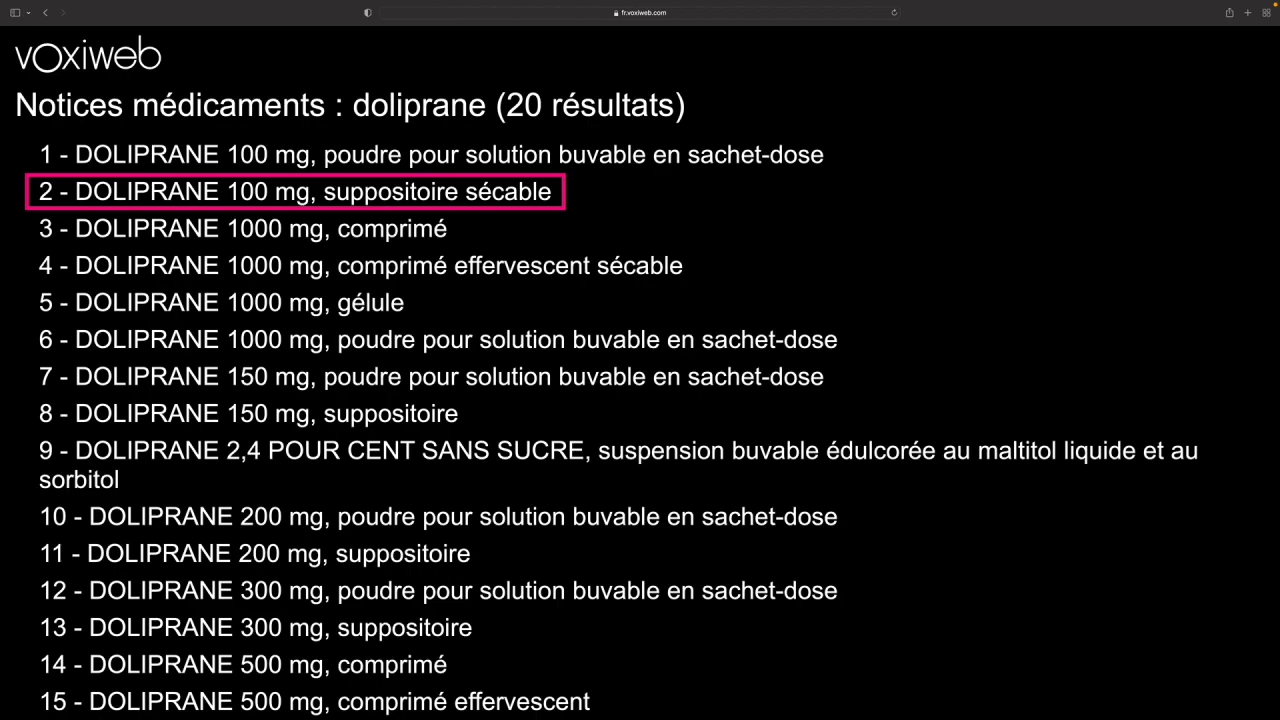 fr.voxiweb.com
voxiweb
Notices médicaments : doliprane (20 résultats)
1 - DOLIPRANE 100 mg, poudre pour solution buvable en sachet-dose
2 - DOLIPRANE 100 mg, suppositoire sécable
3 - DOLIPRANE 1000 mg, comprimé
4 - DOLIPRANE 1000 mg, comprimé effervescent sécable
5 - DOLIPRANE 1000 mg, gélule
6 - DOLIPRANE 1000 mg, poudre pour solution buvable en sachet-dose
7 - DOLIPRANE 150 mg, poudre pour solution buvable en sachet-dose
8 - DOLIPRANE 150 mg, suppositoire
9 - DOLIPRANE 2,4 POUR CENT SANS SUCRE, suspension buvable édulcorée au maltitol liquide et au
sorbitol
10 - DOLIPRANE 200 mg, poudre pour solution buvable en sachet-dose
11 - DOLIPRANE 200 mg, suppositoire
12 - DOLIPRANE 300 mg, poudre pour solution buvable en sachet-dose
13 - DOLIPRANE 300 mg, suppositoire
14 - DOLIPRANE 500 mg, comprimé
15 - DOLIPRANE 500 mg, comprimé effervescent